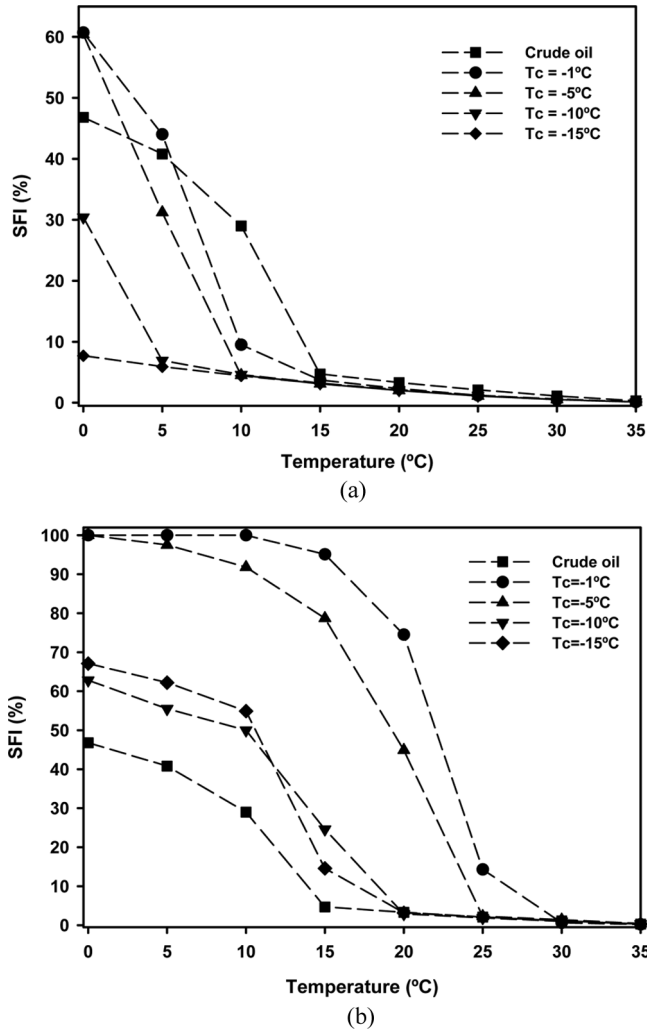 60
50
40
30
20
10
0
SFI (%)
Crude oil
Tc = -1ºC
Tc = -5ºC
Tc = -10ºC
Tc = -15ºC
0 5 10 15 20 25 30 35
Temperature (ºC)
(a)
100
90
80
70
60
50
40
30
20
10
0
SFI (%)
Crude oil
Tc=-1ºC
Tc=-5ºC
Tc=-10ºC
Tc=-15ºC
0 5 10 15 20 25 30 35
Temperature (ºC)
(b)